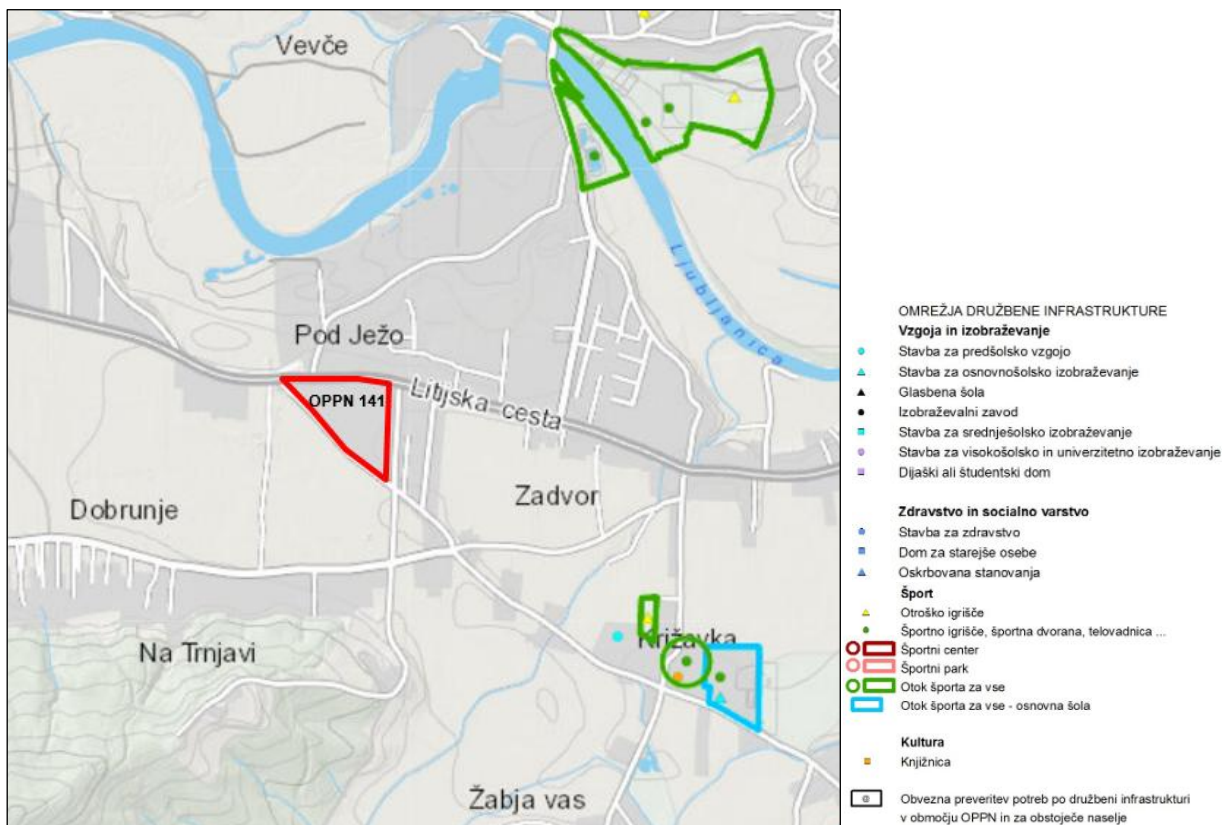 Vevče
Ljubljanica
Pod Ježo
OPPN 141
Litijska cesta
Dobrunje
Zadvor
Na Trnjavi
Križavka
Žabja vas
OMREŽJA DRUŽBENE INFRASTRUKTURE
Vzgoja in izobraževanje
Stavba za predšolsko vzgojo
Stavba za osnovnošolsko izobraževanje
Glasbena šola
Izobraževalni zavod
Stavba za srednješolsko izobraževanje
Stavba za visokošolsko in univerzitetno izobraževanje
Dijaški ali študentski dom
Zdravstvo in socialno varstvo
Stavba za zdravstvo
Dom za starejše osebe
Oskrbovana stanovanja
Šport
Otroško igrišče
Športno igrišče, športna dvorana, telovadnica ...
Športni center
Športni park
Otok športa za vse
Otok športa za vse - osnovna šola
Kultura
Knjižnica
Obvezna preveritev potreb po družbeni infrastrukturi
v območju OPPN in za obstoječe naselje